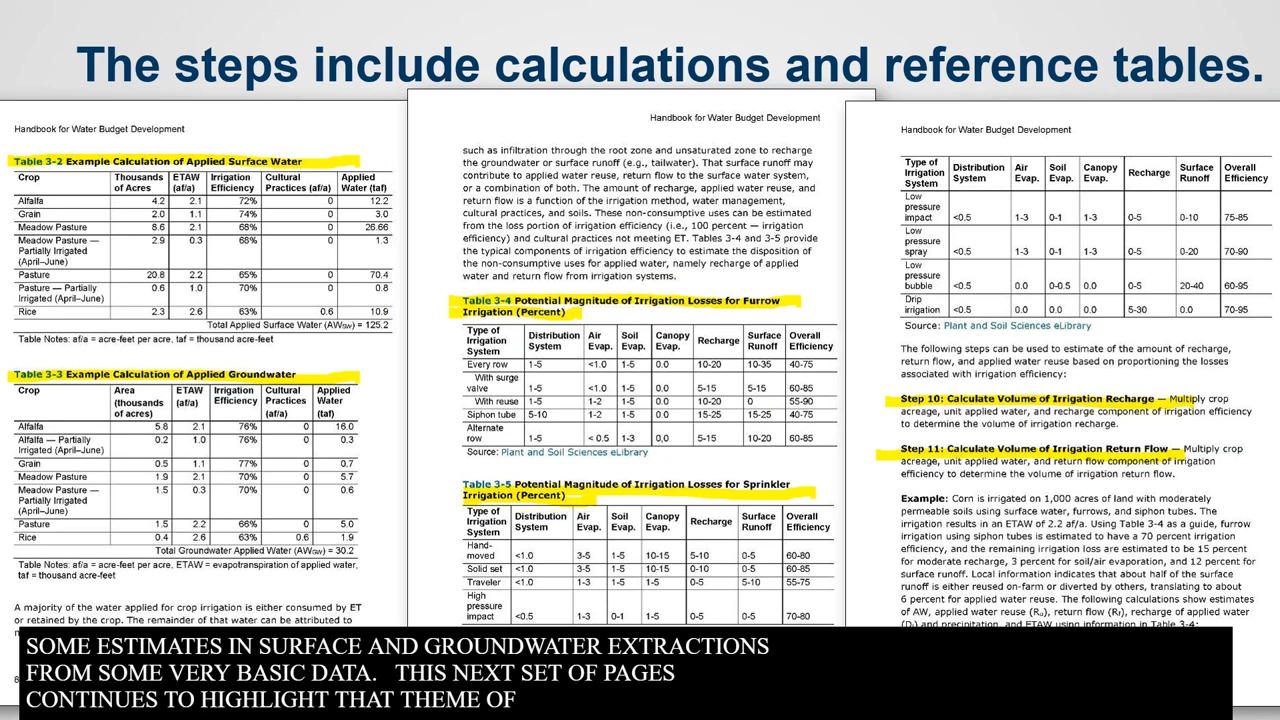 The steps include calculations and reference tables.
Handbook for Water Budget Development
Table 3-2 Example Calculation of Applied Surface Water
Crop Thousands of Acres ETAW (af/a) Irrigation Efficiency Cultural Practices (af/a) Applied Water (taf)
Alfalfa 4.2 2.1 72% 0 12.2
Grain 2.0 1.1 74% 0 3.0
Meadow Pasture 8.6 2.1 68% 0 26.66
Meadow Pasture — Partially Irrigated (April–June) 2.9 0.3 68% 0 1.3
Pasture 20.8 2.2 65% 0 70.4
Pasture — Partially Irrigated (April–June) 0.6 1.0 70% 0 0.8
Rice 2.3 2.6 63% 0.6 10.9
Total Applied Surface Water (AWSW) = 125.2
Table Notes: af/a = acre-feet per acre, taf = thousand acre-feet
Table 3-3 Example Calculation of Applied Groundwater
Crop Area (thousands of acres) ETAW (af/a) Irrigation Efficiency Cultural Practices (af/a) Applied Water (taf)
Alfalfa 5.8 2.1 76% 0 16.0
Alfalfa — Partially Irrigated (April–June) 0.2 1.0 76% 0 0.3
Grain 0.5 1.1 77% 0 0.7
Meadow Pasture 1.9 2.1 70% 0 5.7
Meadow Pasture — Partially Irrigated (April–June) 1.5 0.3 70% 0 0.6
Pasture 1.5 2.2 66% 0 5.0
Rice 0.4 2.6 63% 0.6 1.9
Total Groundwater Applied Water (AWGW) = 30.2
Table Notes: af/a = acre-feet per acre, ETAW = evapotranspiration of applied water,
taf = thousand acre-feet
A majority of the water applied for crop irrigation is either consumed by ET
or retained by the crop. The remainder of that water can be attributed to
Handbook for Water Budget Development
such as infiltration through the root zone and unsaturated zone to recharge
the groundwater or surface runoff (e.g., tailwater). That surface runoff may
contribute to applied water reuse, return flow to the surface water system,
or a combination of both. The amount of recharge, applied water reuse, and
return flow is a function of the irrigation method, water management,
cultural practices, and soils. These non-consumptive uses can be estimated
from the loss portion of irrigation efficiency (i.e., 100 percent — irrigation
efficiency) and cultural practices not meeting ET. Tables 3-4 and 3-5 provide
the typical components of irrigation efficiency to estimate the disposition of
the non-consumptive uses for applied water, namely recharge of applied
water and return flow from irrigation systems.
Table 3-4 Potential Magnitude of Irrigation Losses for Furrow
Irrigation (Percent)
Type of Irrigation System Distribution System Air Evap. Soil Evap. Canopy Evap. Recharge Surface Runoff Overall Efficiency
Every row 1-5 <1.0 1-5 0.0 10-20 10-35 40-75
With surge valve 1-5 <1.0 1-5 0.0 5-15 5-15 60-85
With reuse 1-5 1-2 1-5 0.0 10-20 0 55-90
Siphon tube 5-10 1-2 1-5 0.0 15-25 15-25 40-75
Alternate row 1-5 < 0.5 1-3 0,0 5-15 10-20 60-85
Source: Plant and Soil Sciences eLibrary
Table 3-5 Potential Magnitude of Irrigation Losses for Sprinkler
Irrigation (Percent)
Type of Irrigation System Distribution System Air Evap. Soil Evap. Canopy Evap. Recharge Surface Runoff Overall Efficiency
Hand-moved <1.0 3-5 1-5 10-15 5-10 0-5 60-80
Solid set <1.0 3-5 1-5 10-15 0-10 0-5 60-85
Traveler <1.0 1-3 1-5 1-5 0-5 5-10 55-75
High pressure impact <0.5 1-3 0-1 1-5 0-5 0-5 70-80
Handbook for Water Budget Development
Type of Irrigation System Distribution System Air Evap. Soil Evap. Canopy Evap. Recharge Surface Runoff Overall Efficiency
Low pressure impact <0.5 1-3 0-1 1-3 0-5 0-10 75-85
Low pressure spray <0.5 1-3 0-1 1-3 0-5 0-20 70-90
Low pressure bubble <0.5 0.0 0-0.5 0.0 0-5 20-40 60-95
Drip irrigation <0.5 0.0 0.0 0.0 5-30 0.0 70-95
Source: Plant and Soil Sciences eLibrary
The following steps can be used to estimate of the amount of recharge,
return flow, and applied water reuse based on proportioning the losses
associated with irrigation efficiency:
Step 10: Calculate Volume of Irrigation Recharge — Multiply crop
acreage, unit applied water, and recharge component of irrigation efficiency
to determine the volume of irrigation recharge.
Step 11: Calculate Volume of Irrigation Return Flow — Multiply crop
acreage, unit applied water, and return flow component of irrigation
efficiency to determine the volume of irrigation return flow.
Example: Corn is irrigated on 1,000 acres of land with moderately
permeable soils using surface water, furrows, and siphon tubes. The
irrigation results in an ETAW of 2.2 af/a. Using Table 3-4 as a guide, furrow
irrigation using siphon tubes is estimated to have a 70 percent irrigation
efficiency, and the remaining irrigation loss are estimated to be 15 percent
for moderate recharge, 3 percent for soil/air evaporation, and 12 percent for
surface runoff. Local information indicates that about half of the surface
runoff is either reused on-farm or diverted by others, translating to about
6 percent for applied water reuse. The following calculations show estimates
of AW, applied water reuse (Ru), return flow (Rf), recharge of applied water
and precipitation, and ETAW using information in Table 3-4:
SOME ESTIMATES IN SURFACE AND GROUNDWATER EXTRACTIONS
FROM SOME VERY BASIC DATA. THIS NEXT SET OF PAGES
CONTINUES TO HIGHLIGHT THAT THEME OF